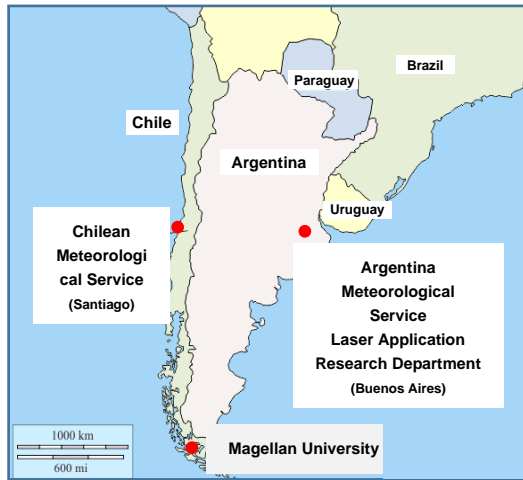 Brazil
Paraguay
Chile
Argentina
Uruguay
Chilean
Meteorologi
cal Service
(Santiago)
Argentina
Meteorological
Service
Laser Application
Research Department
(Buenos Aires)
1000 km
600 mi
Magellan University